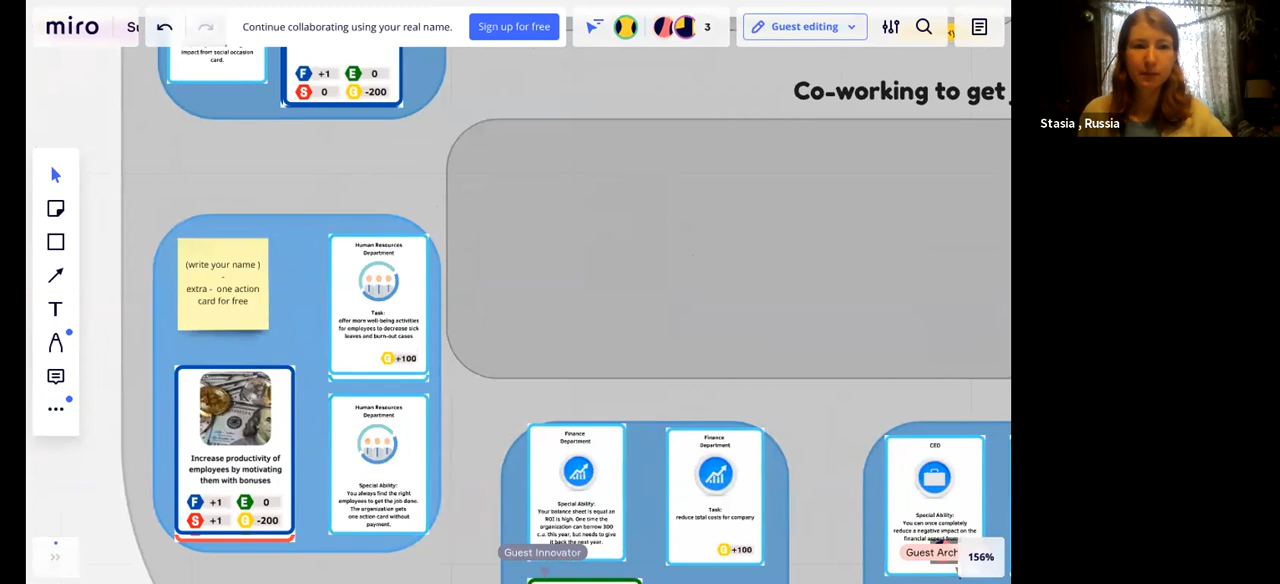 miro
Su
Continue collaborating using your real name.
Sign up for free
3
Guest editing
Stasia , Russia
impact from social occasion
card.
F +1 E 0
S 0 G -200
Co-working to get
(write your name )
-
extra - one action
card for free
Human Resources
Department
Task:
offer more well-being activities
for employees to decrease sick
leaves and burn-out cases
G +100
Increase productivity of
employees by motivating
them with bonuses
F +1 E 0
S +1 G -200
Human Resources
Department
Special Ability:
You always find the right
employees to get the job done.
The organization gets
one action card without
payment.
Finance
Department
Special Ability:
Your balance sheet is equal an
ROI is high. One time the
organization can borrow 300
c.u. this year, but needs to give
it back the next year.
Guest Innovator
Finance
Department
Task:
reduce total costs for company
G +100
CEO
Special Ability:
You can once completely
reduce a negative impact on the
financial aspect from
Guest Arch
156%